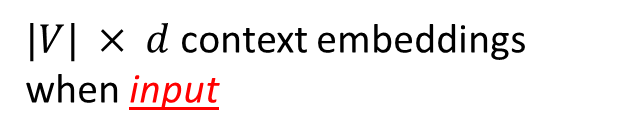 |V| × d context embeddings
when input